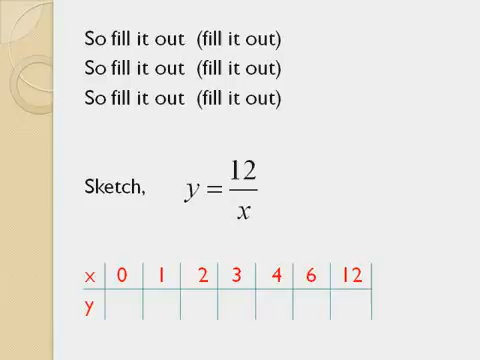 So fill it out (fill it out)
So fill it out (fill it out)
So fill it out (fill it out)
Sketch, y = 12/x
x 0 1 2 3 4 6 12
y